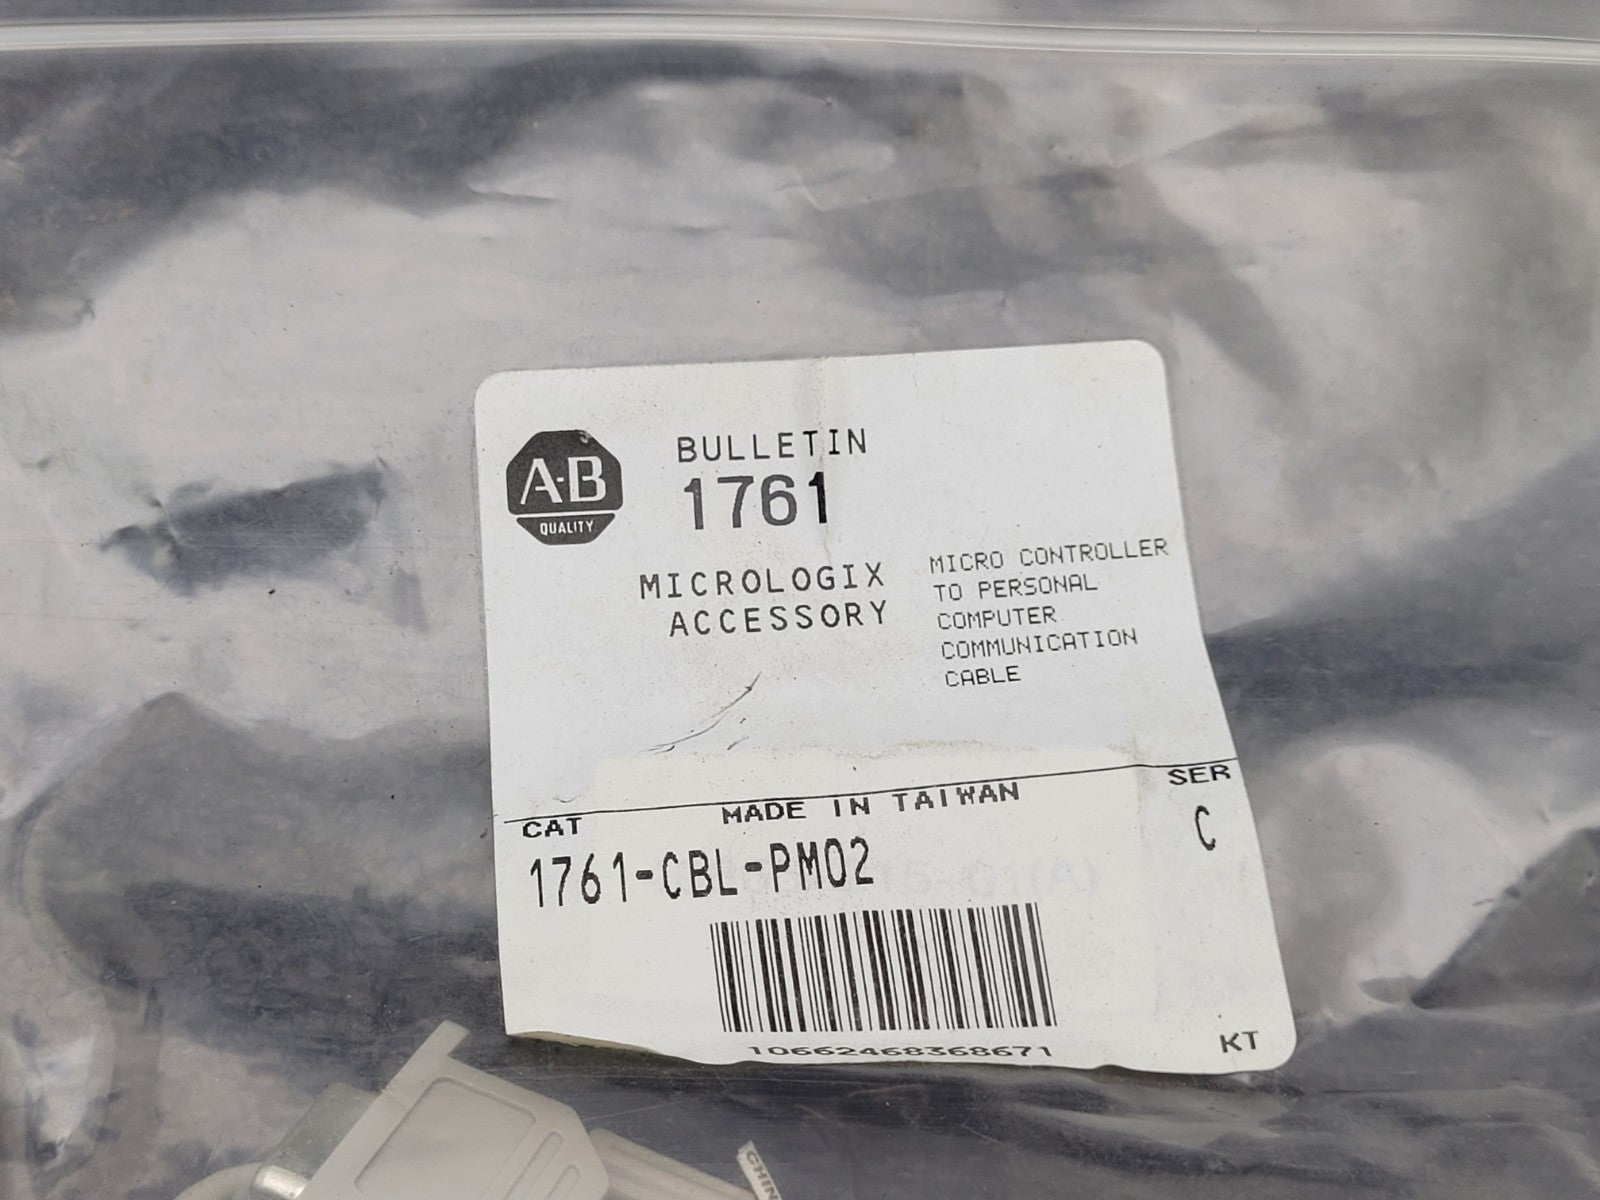 A-B
QUALITY
BULLETIN
1761
MICROLOGIX
ACCESSORY
MICRO CONTROLLER
TO PERSONAL
COMPUTER
COMMUNICATION
CABLE
CAT
MADE IN TAIWAN
SER
1761-CBL-PM02
C
10662468368671
KT
CHIN